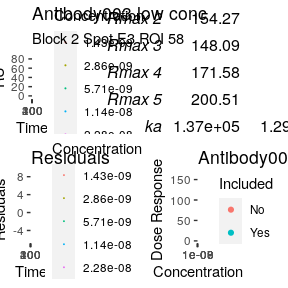 Antibody003 low conc
Concentration
Block 2 Spot E3 ROI 58
1.43e-09
2.86e-09
5.71e-09
1.14e-08
80
60
40
20
0
Time
Rmax 2 154.27
Rmax 3 148.09
Rmax 4 171.58
Rmax 5 200.51
ka 1.37e+05 1.29
Residuals
Concentration
Residuals
8
4
0
-4
1.43e-09
2.86e-09
5.71e-09
1.14e-08
2.28e-08
Time
Antibody00
Dose Response
150
100
50
0
Included
No
Yes
Concentration